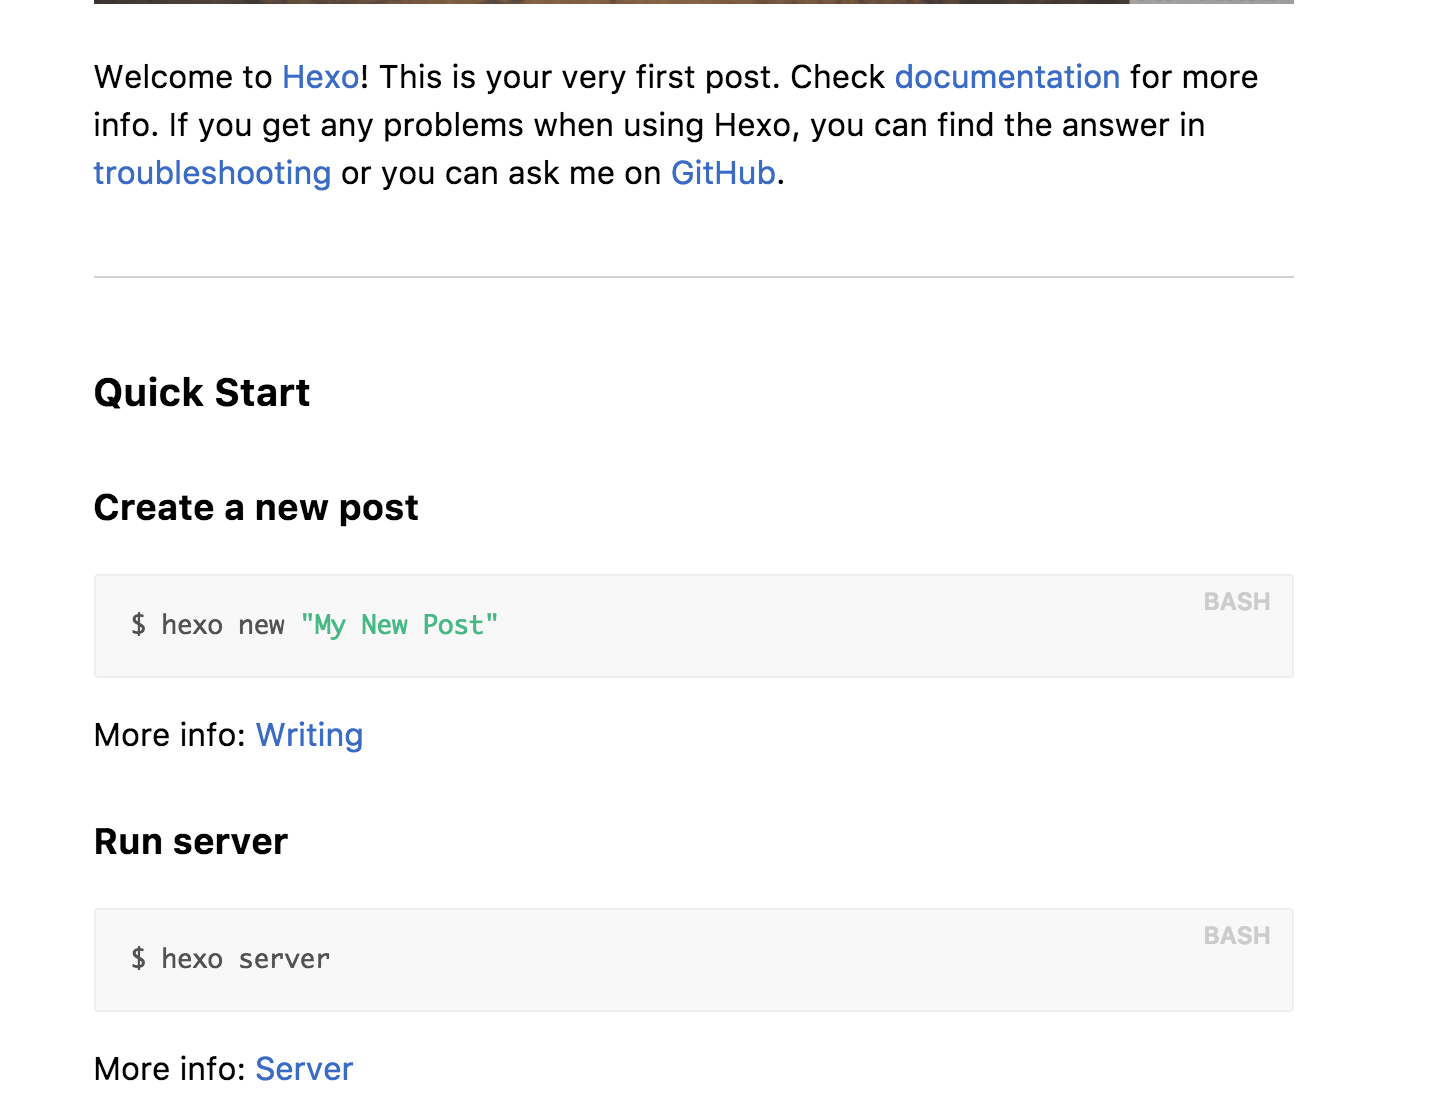 Welcome to Hexo! This is your very first post. Check documentation for more
info. If you get any problems when using Hexo, you can find the answer in
troubleshooting or you can ask me on GitHub.
Quick Start
Create a new post
BASH
$ hexo new "My New Post"
More info: Writing
Run server
BASH
$ hexo server
More info: Server